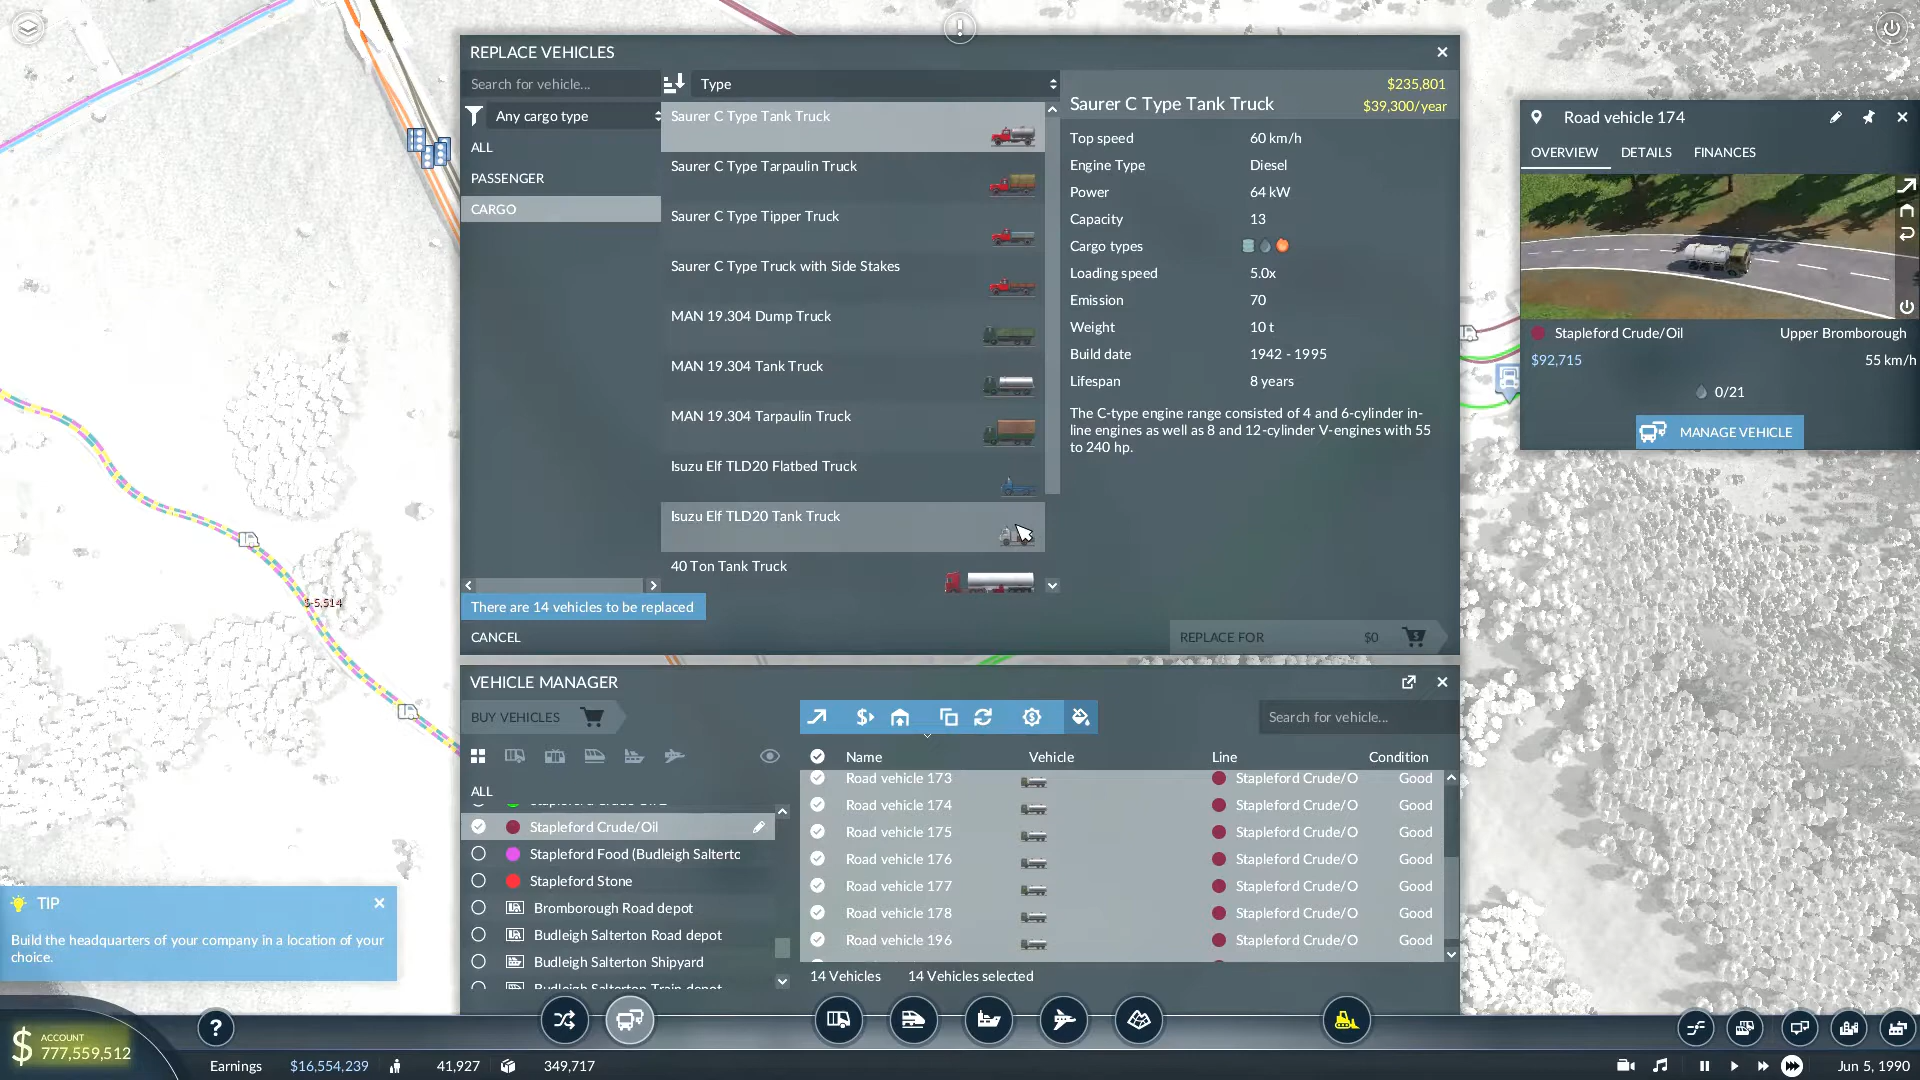 REPLACE VEHICLES
Search for vehicle...
Type
Any cargo type
ALL
PASSENGER
CARGO
Saurer C Type Tank Truck
Saurer C Type Tarpaulin Truck
Saurer C Type Tipper Truck
Saurer C Type Truck with Side Stakes
MAN 19.304 Dump Truck
MAN 19.304 Tank Truck
MAN 19.304 Tarpaulin Truck
Isuzu Elf TLD20 Flatbed Truck
Isuzu Elf TLD20 Tank Truck
40 Ton Tank Truck
There are 14 vehicles to be replaced
CANCEL
$235,801
Saurer C Type Tank Truck $39,300/year
Top speed 60 km/h
Engine Type Diesel
Power 64 kW
Capacity 13
Cargo types
Loading speed 5.0x
Emission 70
Weight 10 t
Build date 1942 - 1995
Lifespan 8 years
The C-type engine range consisted of 4 and 6-cylinder in-
line engines as well as 8 and 12-cylinder V-engines with 55
to 240 hp.
REPLACE FOR $0
Road vehicle 174
OVERVIEW DETAILS FINANCES
Stapleford Crude/Oil Upper Bromborough
$92,715 55 km/h
0/21
MANAGE VEHICLE
$-5,514
VEHICLE MANAGER
BUY VEHICLES
Search for vehicle...
ALL
Stapleford Crude/Oil
Stapleford Food (Budleigh Salterto
Stapleford Stone
Bromborough Road depot
Budleigh Salterton Road depot
Budleigh Salterton Shipyard
Budleigh Salterton Train depot
Name Vehicle Line Condition
Road vehicle 173 Stapleford Crude/O Good
Road vehicle 174 Stapleford Crude/O Good
Road vehicle 175 Stapleford Crude/O Good
Road vehicle 176 Stapleford Crude/O Good
Road vehicle 177 Stapleford Crude/O Good
Road vehicle 178 Stapleford Crude/O Good
Road vehicle 196 Stapleford Crude/O Good
14 Vehicles 14 Vehicles selected
TIP
Build the headquarters of your company in a location of your
choice.
$ ACCOUNT
777,559,512
?
Earnings $16,554,239 41,927 349,717
Jun 5, 1990